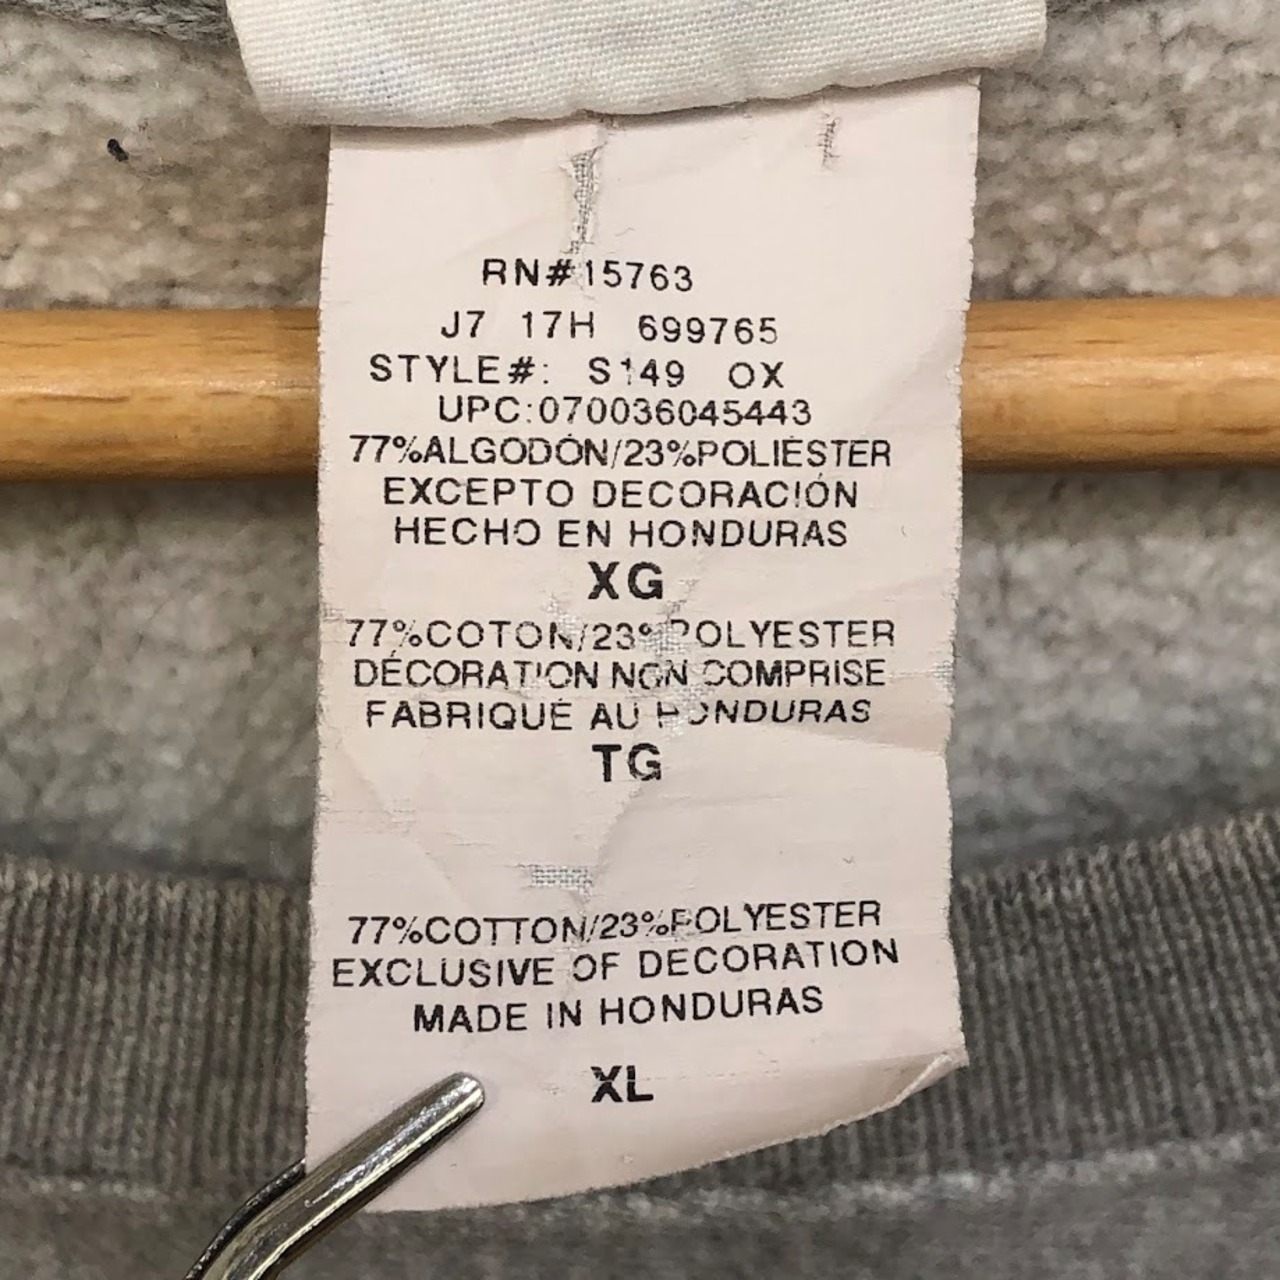 RN#15763
J7 17H 699765
STYLE#: S149 OX
UPC:070036045443
77%ALGODÓN/23%POLIÉSTER
EXCEPTO DECORACIÓN
HECHO EN HONDURAS
XG
77%COTON/23%POLYESTER
DÉCORATION NON COMPRISE
FABRIQUÉ AU HONDURAS
TG
77%COTTON/23%POLYESTER
EXCLUSIVE OF DECORATION
MADE IN HONDURAS
XL